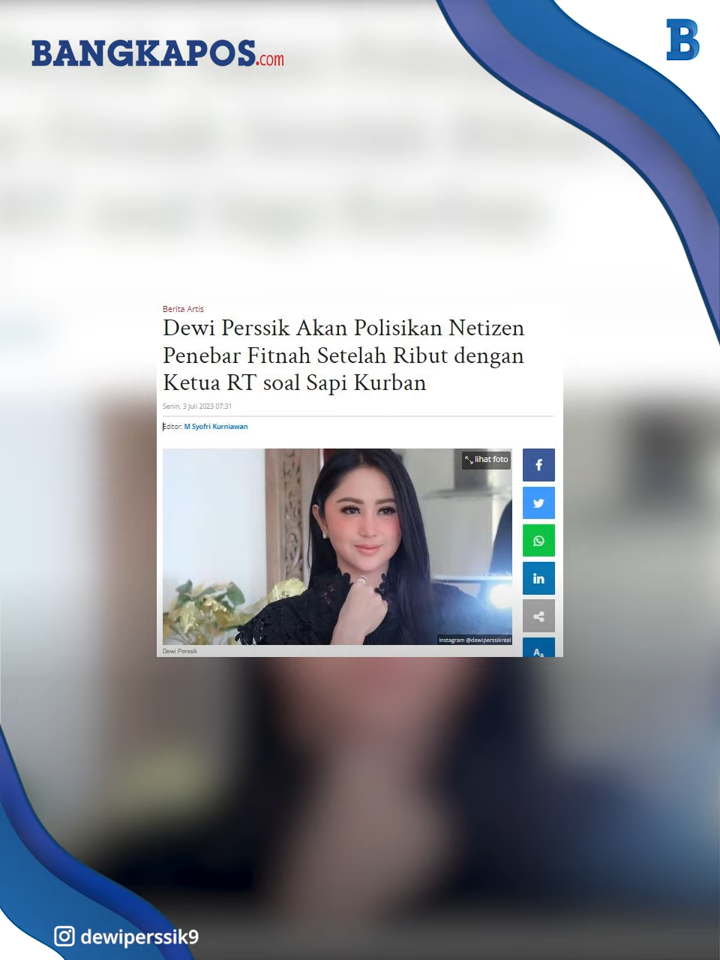 BANGKAPOS.com
B
Berita Artis
Dewi Perssik Akan Polisikan Netizen
Penebar Fitnah Setelah Ribut dengan
Ketua RT soal Sapi Kurban
Senin, 3 Juli 2023 07:31
Editor: M Syofri Kurniawan
lihat foto
Instagram @dewiperssikreal
Dewi Perssik
AA
dewiperssik9